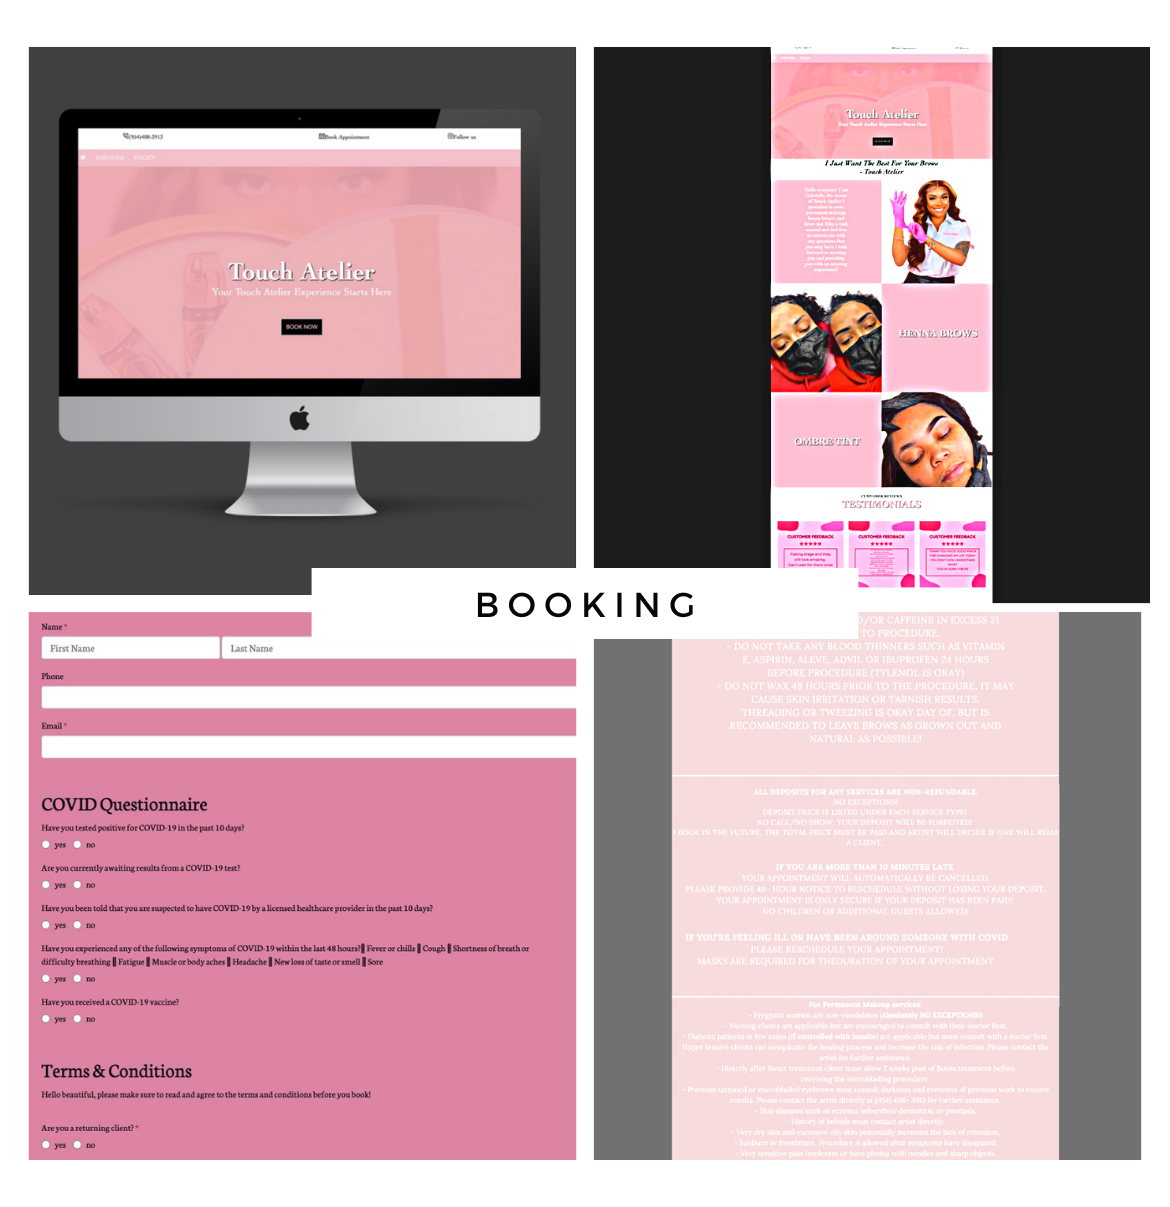 (904)408-3912
Book Appointment
Follow us
SERVICES POLICY
Touch Atelier
Your Touch Atelier Experience Starts Here
BOOK NOW
Touch Atelier
Your Touch Atelier Experience Starts Here
I Just Want The Best For Your Brows
- Touch Atelier
HENNA BROWS
OMBRE TINT
CUSTOMER REVIEWS
TESTIMONIALS
CUSTOMER FEEDBACK
CUSTOMER FEEDBACK
CUSTOMER FEEDBACK
BOOKING
Name *
First Name
Last Name
Phone
Email *
COVID Questionnaire
Have you tested positive for COVID-19 in the past 10 days?
yes no
Are you currently awaiting results from a COVID-19 test?
yes no
Have you been told that you are suspected to have COVID-19 by a licensed healthcare provider in the past 10 days?
yes no
Have you experienced any of the following symptoms of COVID-19 within the last 48 hours? Fever or chills Cough Shortness of breath or
difficulty breathing Fatigue Muscle or body aches Headache New loss of taste or smell Sore
yes no
Have you received a COVID-19 vaccine?
yes no
Terms & Conditions
Hello beautiful, please make sure to read and agree to the terms and conditions before you book!
Are you a returning client? *
yes no
/OR CAFFEINE IN EXCESS 21
TO PROCEDURE.
- DO NOT TAKE ANY BLOOD THINNERS SUCH AS VITAMIN
E, ASPIRIN, ALEVE, ADVIL OR IBUPROFEN 24 HOURS
BEFORE PROCEDURE (TYLENOL IS OKAY)
- DO NOT WAX 48 HOURS PRIOR TO THE PROCEDURE. IT MAY
CAUSE SKIN IRRITATION OR TARNISH RESULTS.
THREADING OR TWEEZING IS OKAY DAY OF, BUT IS
RECOMMENDED TO LEAVE BROWS AS GROWN OUT AND
NATURAL AS POSSIBLE!
ALL DEPOSITS FOR ANY SERVICES ARE NON-REFUNDABLE.
NO EXCEPTIONS!
DEPOSIT PRICE IS LISTED UNDER EACH SERVICE TYPE!
NO CALL/NO SHOW, YOUR DEPOSIT WILL BE FORFEITED!
O BOOK IN THE FUTURE, THE TOTAL PRICE MUST BE PAID AND ARTIST WILL DECIDE IF ONE WILL REMA
A CLIENT.
IF YOU ARE MORE THAN 10 MINUTES LATE
YOUR APPOINTMENT WILL AUTOMATICALLY BE CANCELLED.
PLEASE PROVIDE 48- HOUR NOTICE TO RESCHEDULE WITHOUT LOSING YOUR DEPOSIT.
YOUR APPOINTMENT IS ONLY SECURE IF YOUR DEPOSIT HAS BEEN PAID!
NO CHILDREN OR ADDITIONAL GUESTS ALLOWED!
IF YOU'RE FEELING ILL OR HAVE BEEN AROUND SOMEONE WITH COVID
PLEASE RESCHEDULE YOUR APPOINTMENT!
MASKS ARE REQUIRED FOR THEDURATION OF YOUR APPOINTMENT.
For Permanent Makeup services:
- Pregnant women are non-candidates (Absolutely NO EXCEPTIONS!)
- Nursing clients are applicable but are encouraged to consult with their doctor first.
- Diabetic patients in few cases (if controlled with insulin) are applicable but must consult with a doctor first.
Hyper tensive clients can complicate the healing process and increase the risk of infection. Please contact the
artist for further assistance.
- Directly after Botox treatment client must allow 2 weeks post of Botox treatment before
receiving the microblading procedure.
- Previous tattooed or microbladed eyebrows must consult darkness and evenness of previous work to ensure
results. Please contact the artist directly at (954) 408- 3912 for further assistance.
- Skin diseases such as eczema, seborrheic dermatitis, or psoriasis.
- History of keloids must contact artist directly.
- Very dry skin and excessive oily skin potentially increases the lack of retention.
- Sunburn or frostbitten. Procedure is allowed after symptoms have dissipated.
- Very sensitive pain intolerant or have phobia with needles and sharp objects.